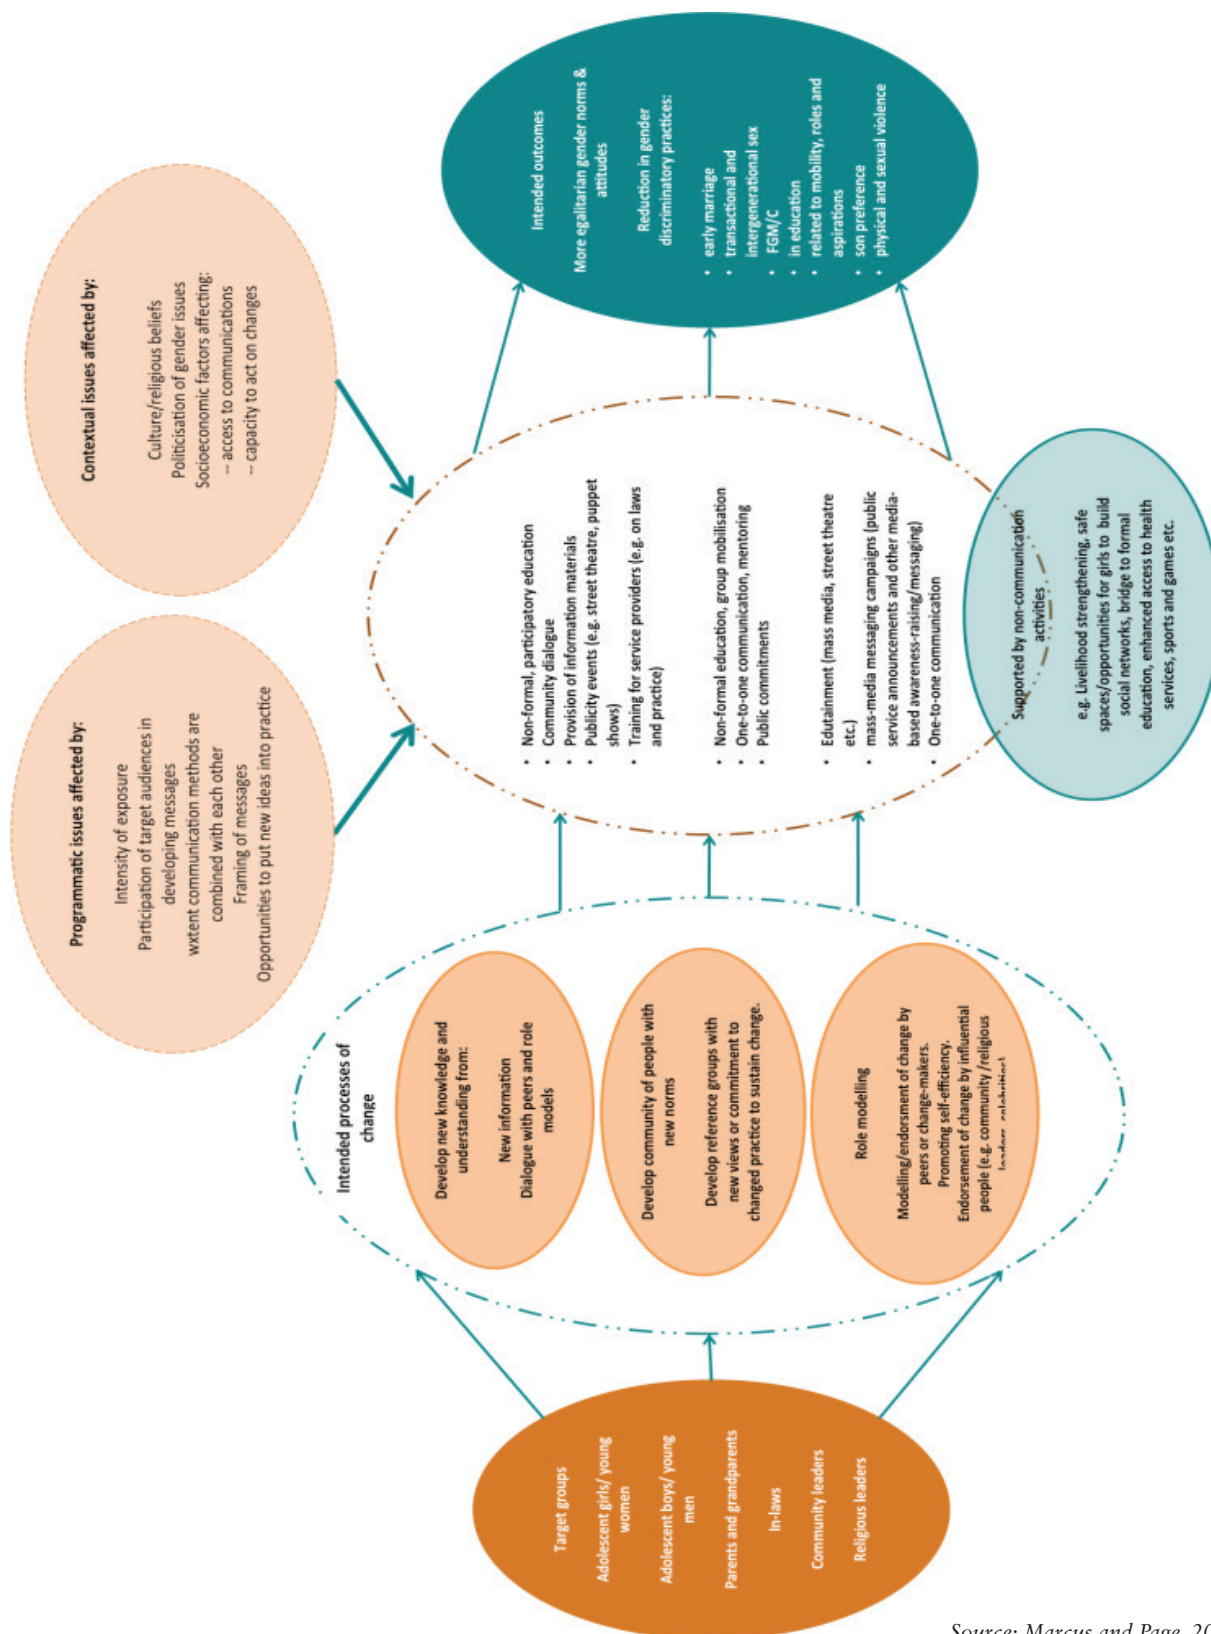 Target groups
Adolescent girls/ young
women
Adolescent boys/ young
men
Parents and grandparents
In-laws
Community leaders
Religious leaders
Intended processes of
change
Develop new knowledge and
understanding from:
New information
Dialogue with peers and role
models
Develop community of people with
new norms
Develop reference groups with
new views or commitment to
changed practice to sustain change.
Role modelling
Modelling/endorsment of change by
peers or change-makers.
Promoting self-efficiency.
Endorsement of change by influential
people (e.g. community /religious
leaders, celebrities)
Programmatic issues affected by:
Intensity of exposure
Participation of target audiences in
developing messages
wxtent communication methods are
combined with each other
Framing of messages
Opportunities to put new ideas into practice
Contextual issues affected by:
Culture/religious beliefs
Politicisation of gender issues
Socioeconomic factors affecting:
-- access to communications
-- capacity to act on changes
• Non-formal, participatory education
• Community dialogue
• Provision of information materials
• Publicity events (e.g. street theatre, puppet
shows)
• Training for service providers (e.g. on laws
and practice)
• Non-formal education, group mobilisation
• One-to-one communication, mentoring
• Public commitments
• Edutainment (mass media, street theatre
etc.)
• mass-media messaging campaigns (public
service announcements and other media-
based awareness-raising/messaging)
• One-to-one communication
Supported by non-communication
activities
e.g. Livelihood strengthening, safe
spaces/opportunities for girls to build
social networks, bridge to formal
education, enhanced access to health
services, sports and games etc.
Intended outcomes
More egalitarian gender norms &
attitudes
Reduction in gender
discriminatory practices:
• early marriage
• transactional and
intergenerational sex
• FGM/C
• in education
• related to mobility, roles and
aspirations
• son preference
• physical and sexual violence
Source: Marcus and Page, 20